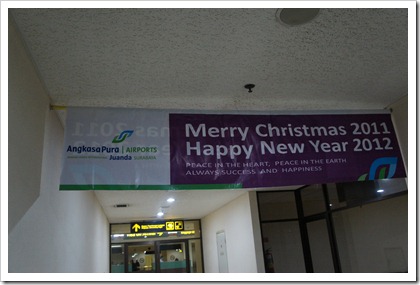 Merry Christmas 2011
Happy New Year 2012
PEACE IN THE HEART, PEACE IN THE EARTH
ALWAYS SUCCESS AND HAPPINESS
AngkasaPura | AIRPORTS
Juanda